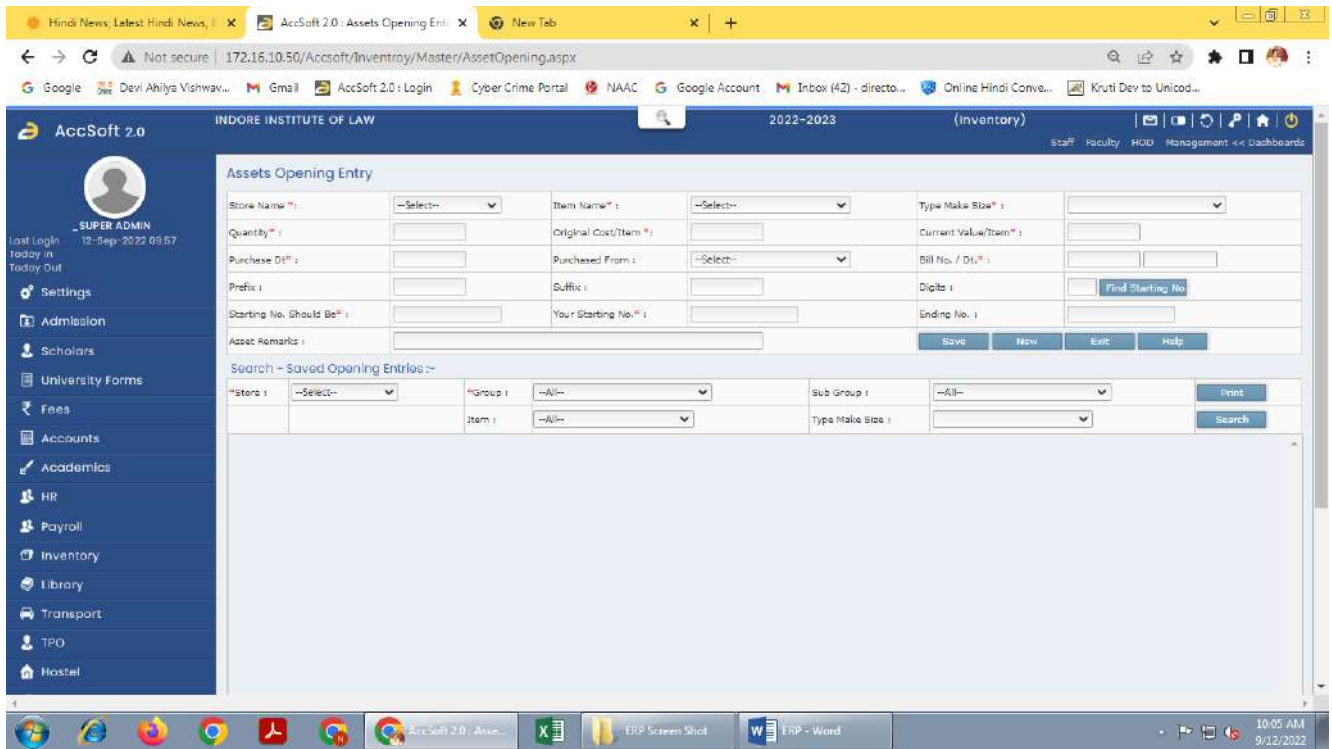 Hindi News; Latest Hindi News,
AccSoft 2.0 : Assets Opening Ent
New Tab
Not secure 172.16.10.50/Accsoft/Inventroy/Master/AssetOpening.aspx
Google Devi Ahilya Vishwav... Gmail AccSoft 2.0 : Login Cyber Crime Portal NAAC Google Account Inbox (42) - directo... Online Hindi Conve... Kruti Dev to Unicod...
AccSoft 2.0 INDORE INSTITUTE OF LAW 2022-2023 (Inventory)
Staff Faculty HOD Management << Dashboards
_SUPER ADMIN
Last Login 12-Sep-2022 09:57
Today In
Today Out
Settings
Admission
Scholars
University Forms
Fees
Accounts
Academics
HR
Payroll
Inventory
Library
Transport
TPO
Hostel
Assets Opening Entry
Store Name *: --Select-- Item Name* : --Select-- Type Make Size* :
Quantity* : Original Cost/Item *: Current Value/Item* :
Purchase Dt* : Purchased From : --Select-- Bill No. / Dt.* :
Prefix : Suffix : Digits : Find Starting No
Starting No. Should Be* : Your Starting No.* : Ending No. :
Asset Remarks : Save New Exit Help
Search - Saved Opening Entries :-
*Store : --Select-- *Group : --All-- Sub Group : --All-- Print
Item : --All-- Type Make Size : Search
AccSoft 2.0 : Asse... ERP Screen Shot ERP - Word
10:05 AM
9/12/2022